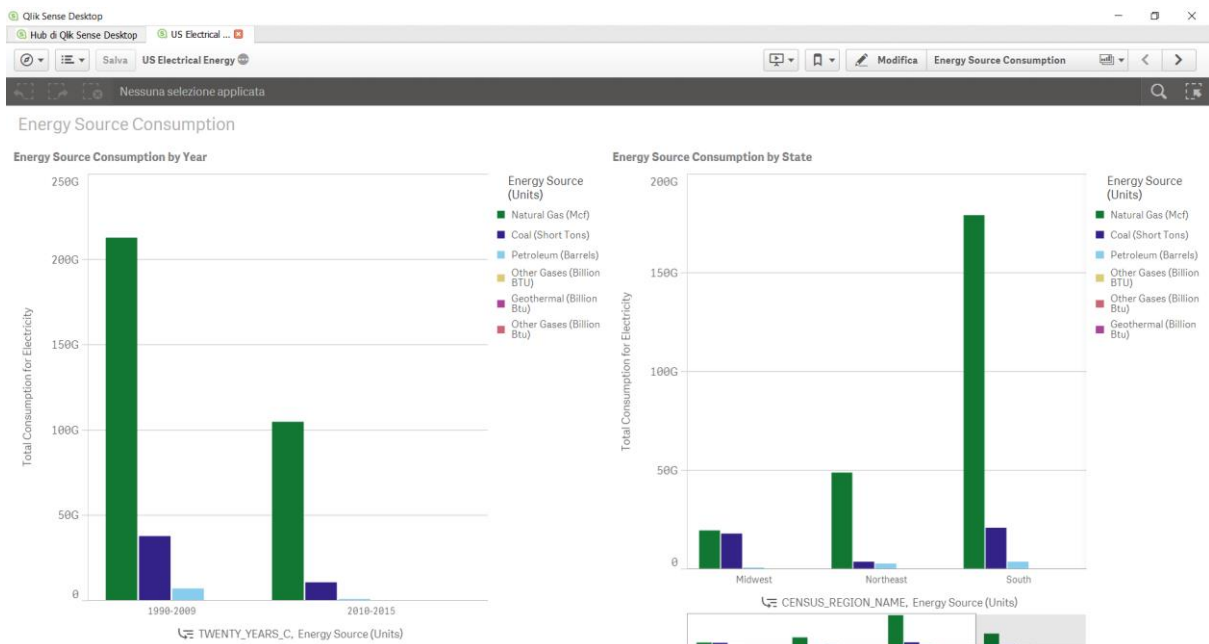 Qlik Sense Desktop
Hub di Qlik Sense Desktop
US Electrical ...
Salva
US Electrical Energy
Modifica
Energy Source Consumption
Nessuna selezione applicata
Energy Source Consumption
Energy Source Consumption by Year
250G
200G
150G
100G
50G
0
Total Consumption for Electricity
1990-2009
2010-2015
TWENTY_YEARS_C, Energy Source (Units)
Energy Source
(Units)
Natural Gas (Mcf)
Coal (Short Tons)
Petroleum (Barrels)
Other Gases (Billion
BTU)
Geothermal (Billion
Btu)
Other Gases (Billion
Btu)
Energy Source Consumption by State
200G
150G
100G
50G
0
Total Consumption for Electricity
Midwest
Northeast
South
CENSUS_REGION_NAME, Energy Source (Units)
Energy Source
(Units)
Natural Gas (Mcf)
Coal (Short Tons)
Petroleum (Barrels)
Other Gases (Billion
BTU)
Other Gases (Billion
Btu)
Geothermal (Billion
Btu)